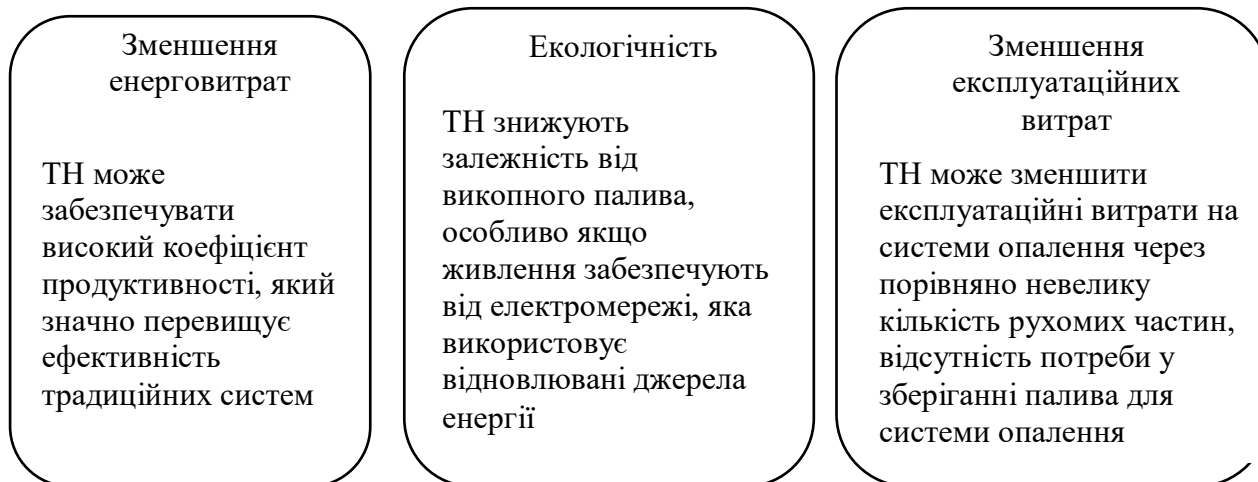 Зменшення
енерговитрат
ТН може
забезпечувати
високий коефіцієнт
продуктивності, який
значно перевищує
ефективність
традиційних систем
Екологічність
ТН знижують
залежність від
викопного палива,
особливо якщо
живлення забезпечують
від електромережі, яка
використовує
відновлювані джерела
енергії
Зменшення
експлуатаційних
витрат
ТН може зменшити
експлуатаційні витрати на
системи опалення через
порівняно невелику
кількість рухомих частин,
відсутність потреби у
зберіганні палива для
системи опалення